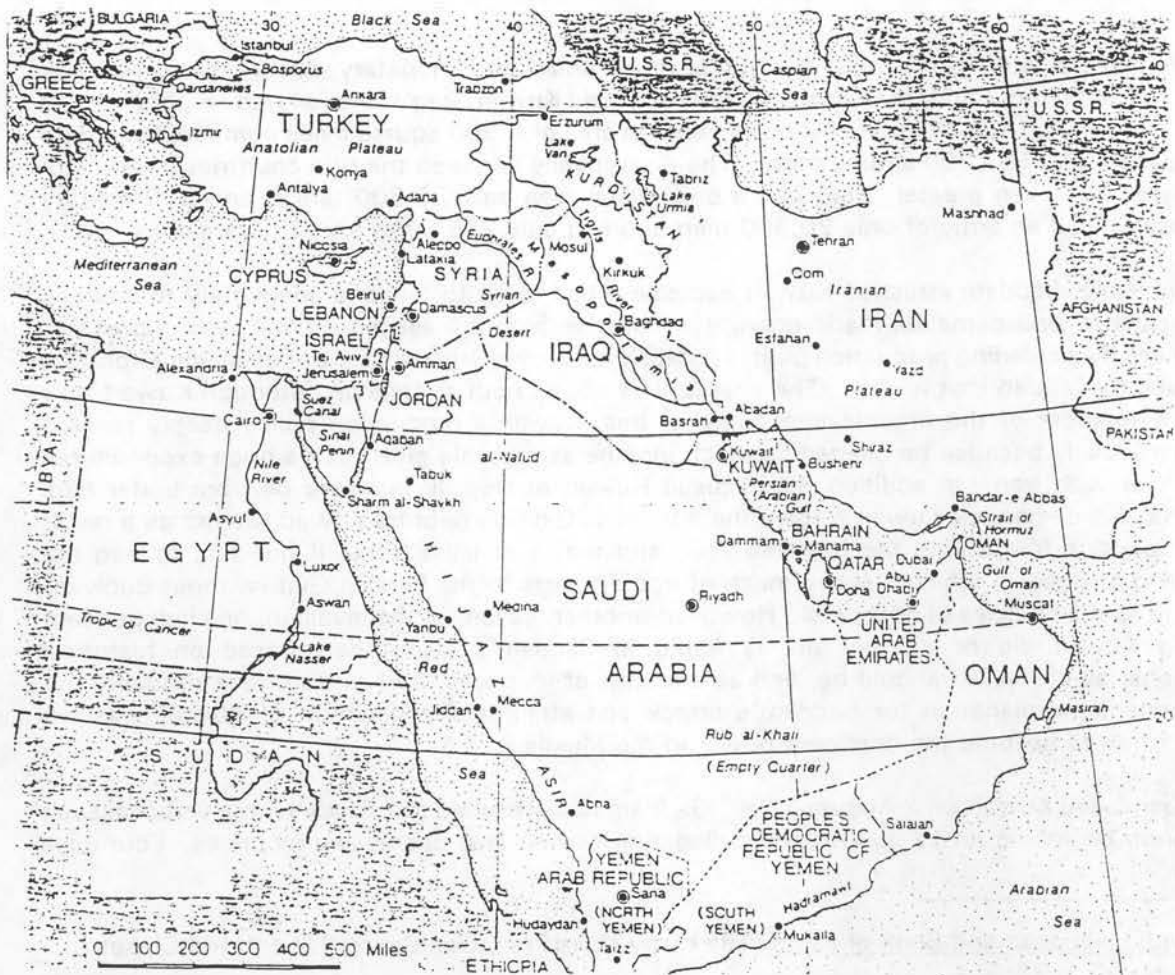 BULGARIA
30
Black Sea
40
50
60
Istanbul
Bosporus
U.S.S.R.
Caspian
Sea
40
GREECE
Dardanelles
Trabzon
Ankara
U.S.S.R.
Aegean
Sea
TURKEY
Erzurum
Izmir
Anatolian
Plateau
Lake
Van
KURDISTAN
Konya
Tabriz
Antalya
Lake
Urmia
Mashhad
Adana
Tigris River
Nicosia
Aleppo
Euphrates R.
Mosul
Tehran
Mediterranean
Sea
CYPRUS
Latakia
SYRIA
Kirkuk
Qom
Iranian
Beirut
Syrian
Desert
LEBANON
Damascus
Baghdad
IRAN
AFGHANISTAN
ISRAEL
IRAQ
Esfahan
Tel Aviv
Alexandria
Jerusalem
Amman
Yazd
Plateau
Suez
Canal
JORDAN
Abadan
Cairo
Basrah
PAKISTAN
Sinai
Penin
Aqabah
Kuwait
Shiraz
al-Nafud
KUWAIT
Bushehr
LIBYA
Nile
River
Tabuk
Persian
(Arabian)
Gulf
Sharm al-Shaykh
Bandar-e Abbas
Asyut
Strait of
Hormuz
BAHRAIN
OMAN
EGYPT
Dammam
Manama
Dubai
Gulf of
Oman
Luxor
QATAR
Abu
Dhabi
SAUDI
Riyadh
Doha
Muscat
Aswan
Medina
Yanbu
Tropic of Cancer
UNITED
ARAB
EMIRATES
Lake
Nasser
Red
ARABIA
OMAN
Jiddah
Mecca
Masirah
20
Rub al-Khali
(Empty Quarter)
SUDAN
Sea
ASIR
Abha
PEOPLE'S
DEMOCRATIC
REPUBLIC OF
YEMEN
Salalah
YEMEN
ARAB REPUBLIC
Arabian
Sea
Sana
Hadramawt
Hudaydah
(NORTH
YEMEN)
(SOUTH
YEMEN)
Mukalla
0 100 200 300 400 500 Miles
ETHIOPIA
Taizz